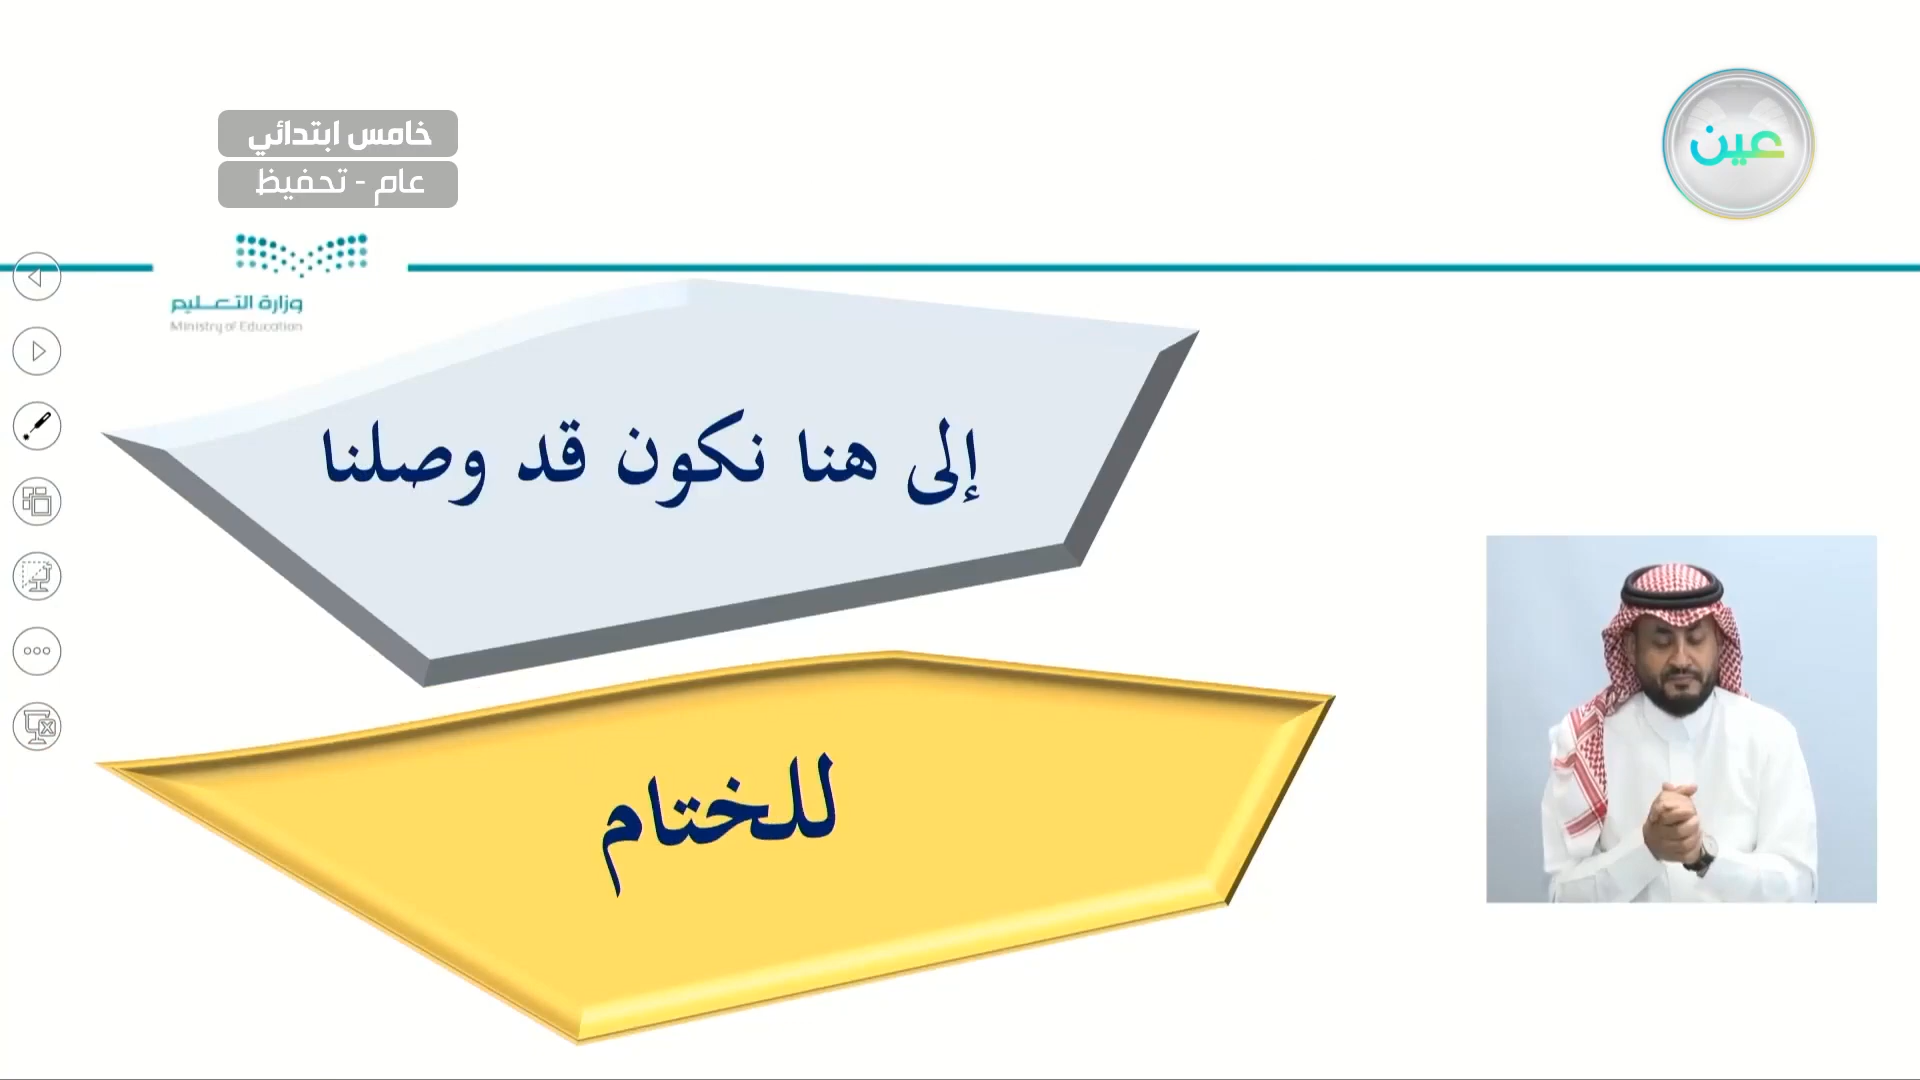 خامس ابتدائي
عام - تحفيظ
عين
وزارة التعليم
Ministry of Education
إلى هنا نكون قد وصلنا
للختام